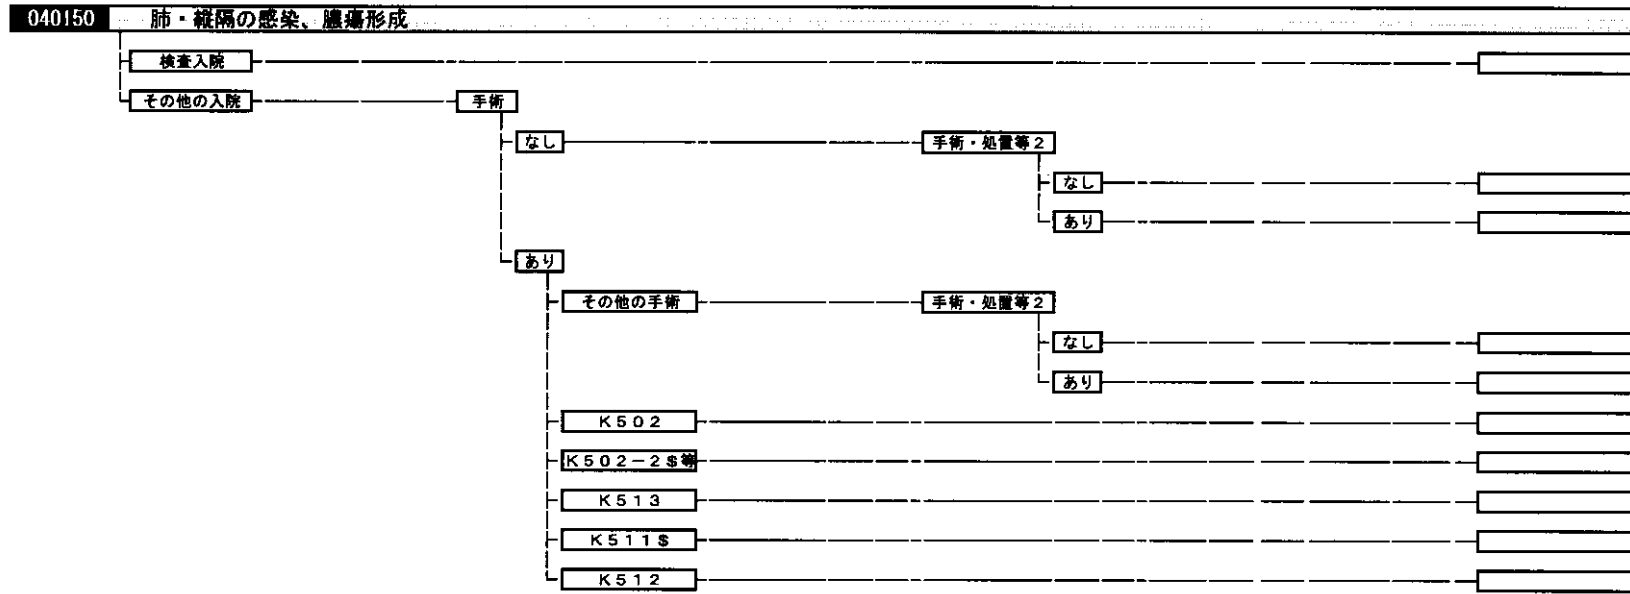 040150 肺・縦隔の感染、膿瘍形成
検査入院
その他の入院 手術
なし 手術・処置等2
なし
あり
あり
その他の手術 手術・処置等2
なし
あり
K502
K502-2$等
K513
K511$
K512